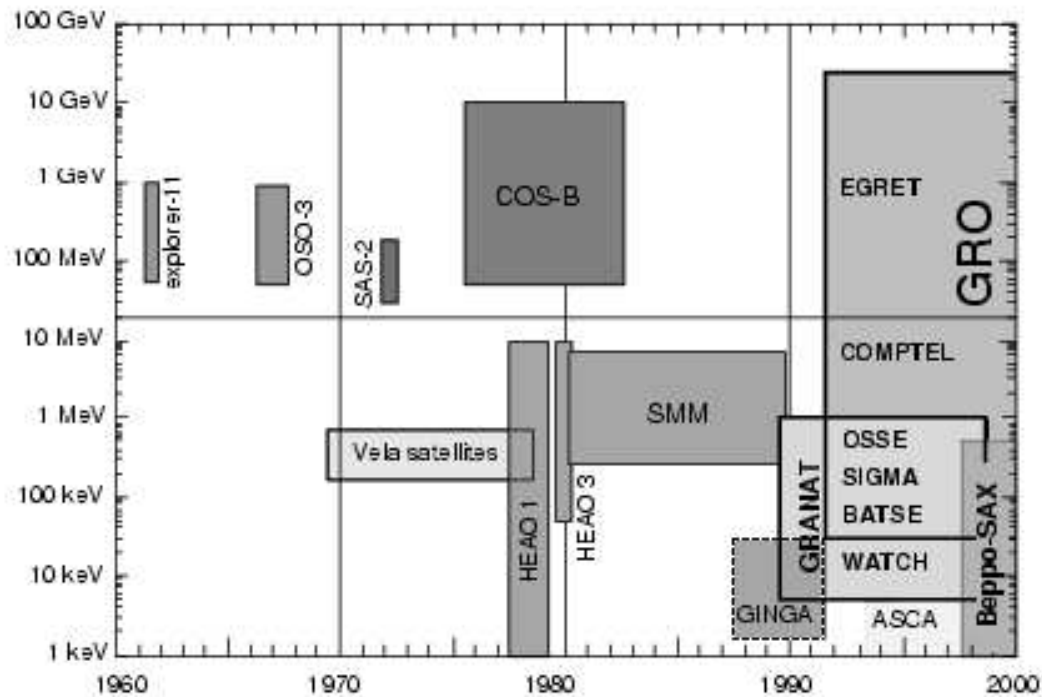 100 GeV
10 GeV
1 GeV
100 MeV
10 MeV
1 MeV
100 keV
10 keV
1 keV
1960
1970
1980
1990
2000
explorer-11
OSO-3
SAS-2
COS-B
EGRET
GRO
COMPTEL
Vela satellites
HEAO 1
HEAO 3
SMM
GRANAT
OSSE
SIGMA
BATSE
WATCH
GINGA
ASCA
Beppo-SAX